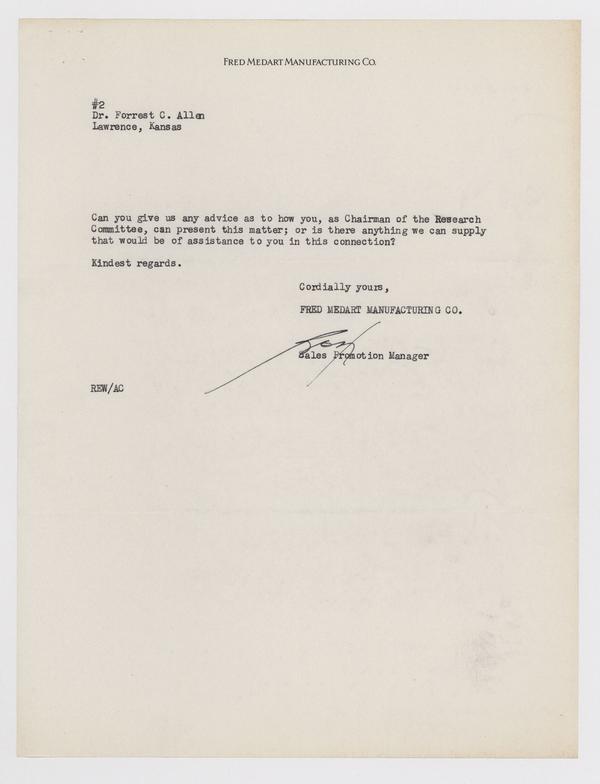 FRED MEDART MANUFACTURING CO.
#2
Dr. Forrest C. Allen
Lawrence, Kansas
Can you give us any advice as to how you, as Chairman of the Research
Committee, can present this matter; or is there anything we can supply
that would be of assistance to you in this connection?
Kindest regards.
Cordially yours,
FRED MEDART MANUFACTURING CO.
Sales Promotion Manager
REW/AC